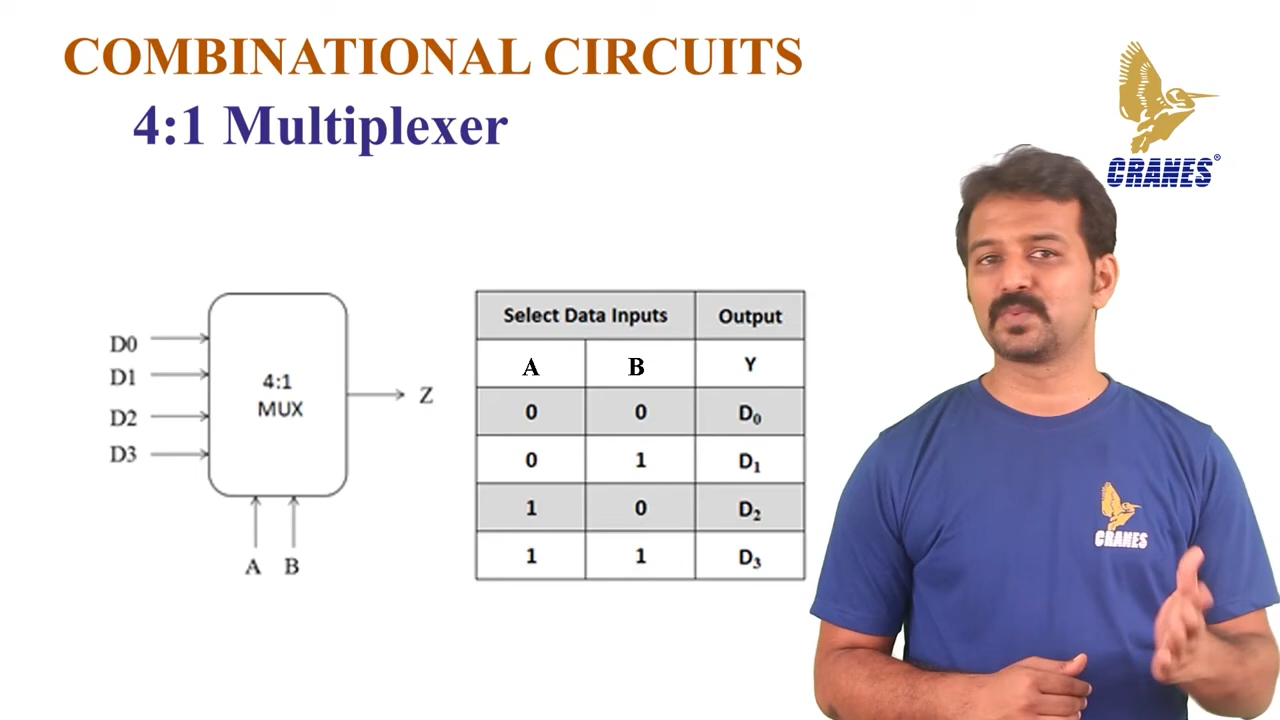 COMBINATIONAL CIRCUITS
4:1 Multiplexer
CRANES®
D0
D1
D2
D3
4:1
MUX
Z
A B
Select Data Inputs Output
A B Y
0 0 D₀
0 1 D₁
1 0 D₂
1 1 D₃
CRANES